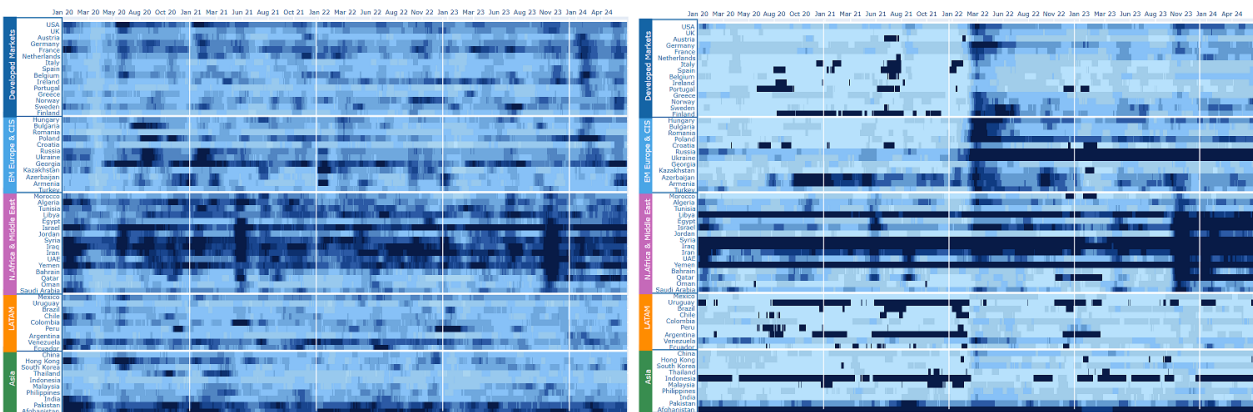 Jan 20 Mar 20 May 20 Aug 20 Oct 20 Jan 21 Mar 21 Jun 21 Aug 21 Oct 21 Jan 22 Mar 22 Jun 22 Aug 22 Nov 22 Jan 23 Mar 23 Jun 23 Aug 23 Nov 23 Jan 24 Apr 24
Developed Markets
USA
UK
Austria
Germany
France
Netherlands
Italy
Spain
Belgium
Ireland
Portugal
Greece
Norway
Sweden
Finland
EM Europe & CIS
Hungary
Bulgaria
Romania
Poland
Croatia
Russia
Ukraine
Georgia
Kazakhstan
Azerbaijan
Armenia
Turkey
N.Africa & Middle East
Morocco
Algeria
Tunisia
Libya
Egypt
Israel
Jordan
Syria
Iraq
Iran
UAE
Yemen
Bahrain
Qatar
Oman
Saudi Arabia
LATAM
Mexico
Uruguay
Brazil
Chile
Colombia
Peru
Argentina
Venezuela
Ecuador
Asia
China
Hong Kong
South Korea
Thailand
Indonesia
Malaysia
Philippines
India
Pakistan
Afghanistan
Jan 20 Mar 20 May 20 Aug 20 Oct 20 Jan 21 Mar 21 Jun 21 Aug 21 Oct 21 Jan 22 Mar 22 Jun 22 Aug 22 Nov 22 Jan 23 Mar 23 Jun 23 Aug 23 Nov 23 Jan 24 Apr 24
Developed Markets
USA
UK
Austria
Germany
France
Netherlands
Italy
Spain
Belgium
Ireland
Portugal
Greece
Norway
Sweden
Finland
EM Europe & CIS
Hungary
Bulgaria
Romania
Poland
Croatia
Russia
Ukraine
Georgia
Kazakhstan
Azerbaijan
Armenia
Turkey
N.Africa & Middle East
Morocco
Algeria
Tunisia
Libya
Egypt
Israel
Jordan
Syria
Iraq
Iran
UAE
Yemen
Bahrain
Qatar
Oman
Saudi Arabia
LATAM
Mexico
Uruguay
Brazil
Chile
Colombia
Peru
Argentina
Venezuela
Ecuador
Asia
China
Hong Kong
South Korea
Thailand
Indonesia
Malaysia
Philippines
India
Pakistan
Afghanistan